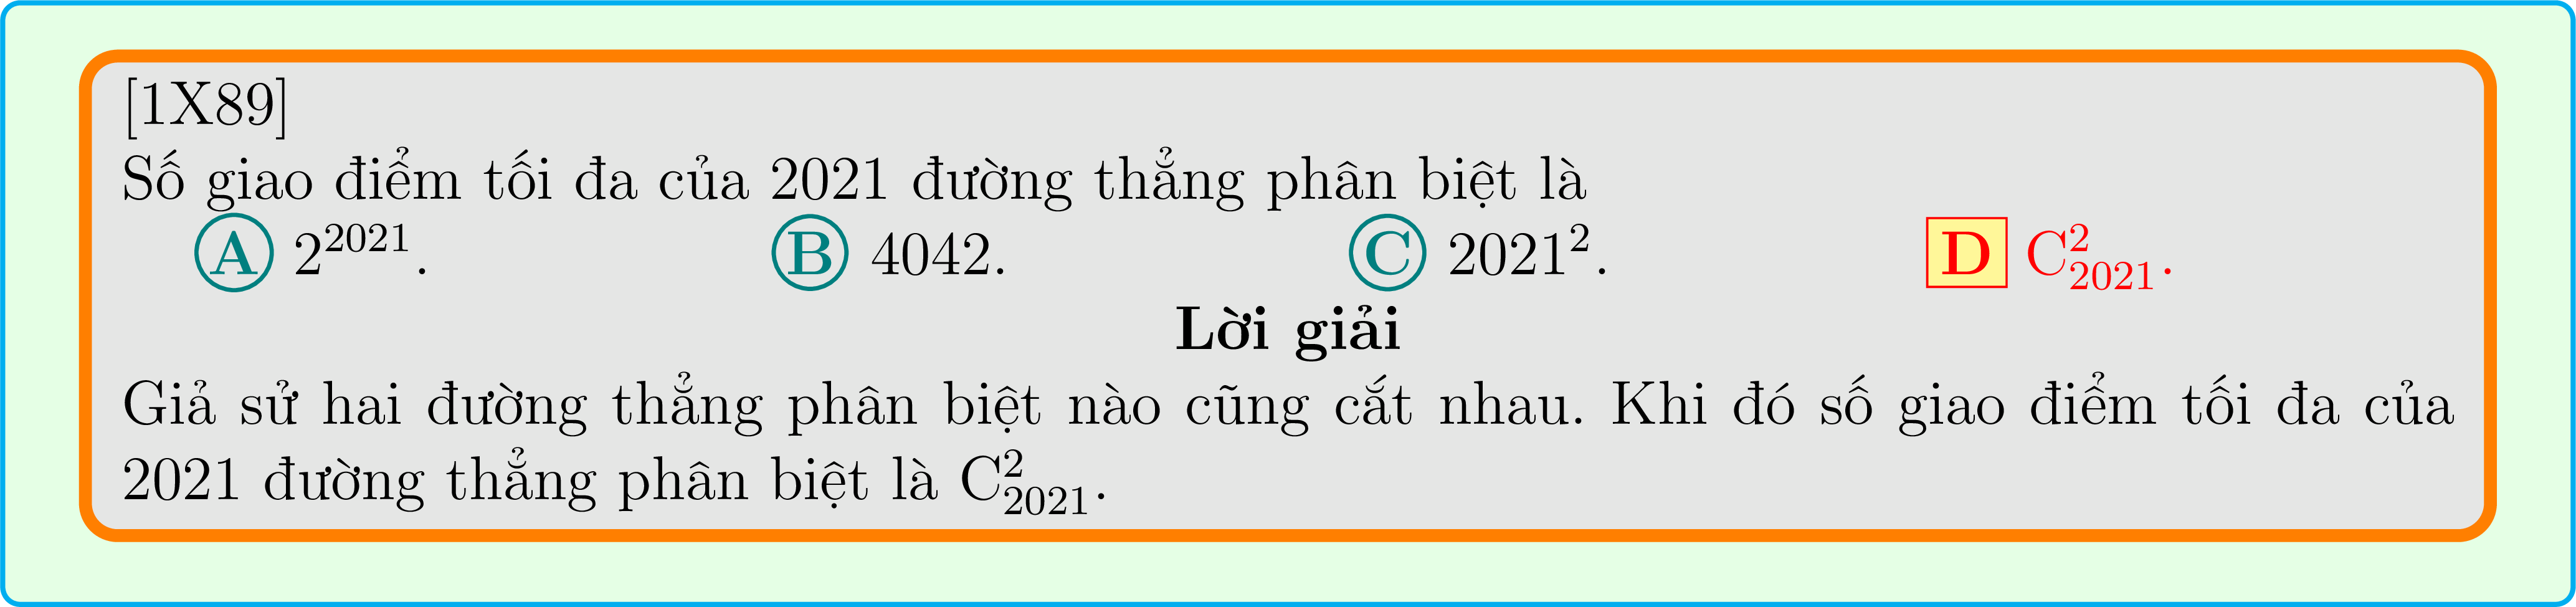 [1X89]
Số giao điểm tối đa của 2021 đường thẳng phân biệt là
A 2^2021. B 4042. C 2021^2. D C^2_2021.
Lời giải
Giả sử hai đường thẳng phân biệt nào cũng cắt nhau. Khi đó số giao điểm tối đa của
2021 đường thẳng phân biệt là C^2_2021.